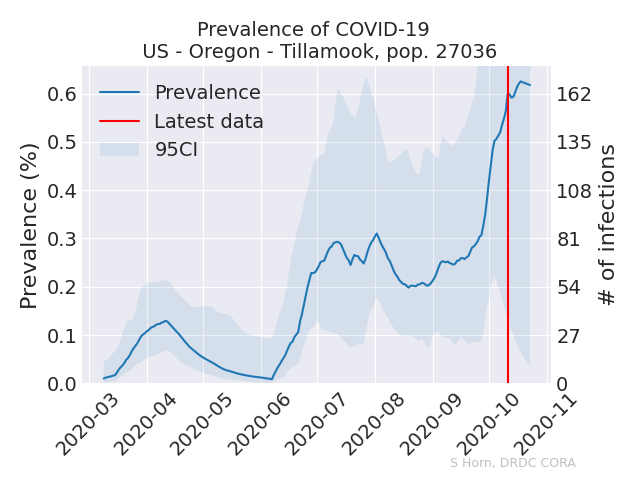 Prevalence of COVID-19
US - Oregon - Tillamook, pop. 27036
Prevalence
Latest data
95CI
Prevalence (%)
0.6
0.5
0.4
0.3
0.2
0.1
0.0
162
135
108
81
54
27
0
# of infections
2020-03
2020-04
2020-05
2020-06
2020-07
2020-08
2020-09
2020-10
2020-11
S Horn, DRDC CORA